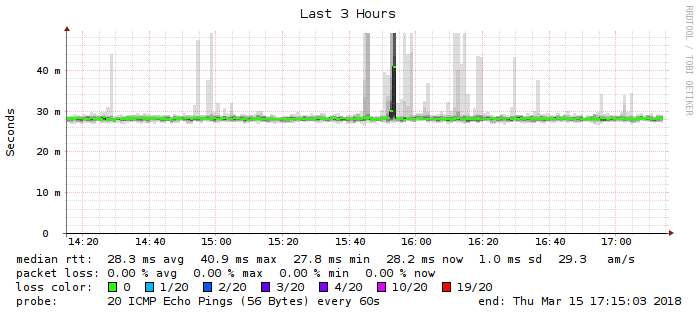 Last 3 Hours
RRDTOOL / TOBI OETIKER
Seconds
40 m
30 m
20 m
10 m
0
14:20 14:40 15:00 15:20 15:40 16:00 16:20 16:40 17:00
median rtt: 28.3 ms avg 40.9 ms max 27.8 ms min 28.2 ms now 1.0 ms sd 29.3 am/s
packet loss: 0.00 % avg 0.00 % max 0.00 % min 0.00 % now
loss color: 0 1/20 2/20 3/20 4/20 10/20 19/20
probe: 20 ICMP Echo Pings (56 Bytes) every 60s end: Thu Mar 15 17:15:03 2018